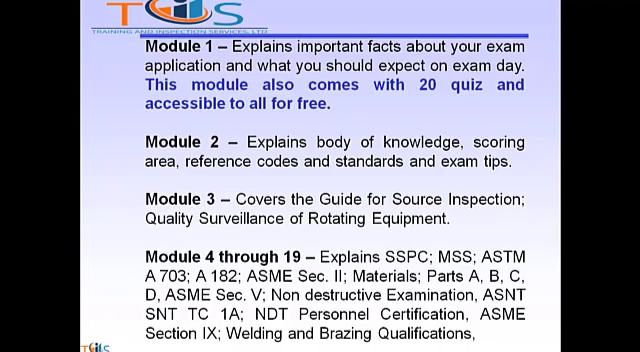 TIIS
TRAINING AND INSPECTION SERVICES, LTD
Module 1 – Explains important facts about your exam
application and what you should expect on exam day.
This module also comes with 20 quiz and
accessible to all for free.
Module 2 – Explains body of knowledge, scoring
area, reference codes and standards and exam tips.
Module 3 – Covers the Guide for Source Inspection;
Quality Surveillance of Rotating Equipment.
Module 4 through 19 – Explains SSPC; MSS; ASTM
A 703; A 182; ASME Sec. II; Materials; Parts A, B, C,
D, ASME Sec. V; Non destructive Examination, ASNT
SNT TC 1A; NDT Personnel Certification, ASME
Section IX; Welding and Brazing Qualifications,
TIIS